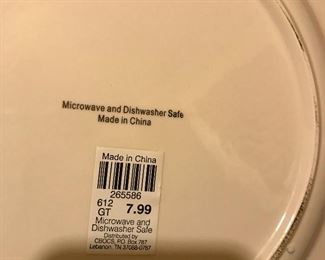 Microwave and Dishwasher Safe
Made in China
Made in China
265586
612
GT 7.99
Microwave and
Dishwasher Safe
Distributed by
CBOCS, P.O. Box 787
Lebanon, TN 37088-0787